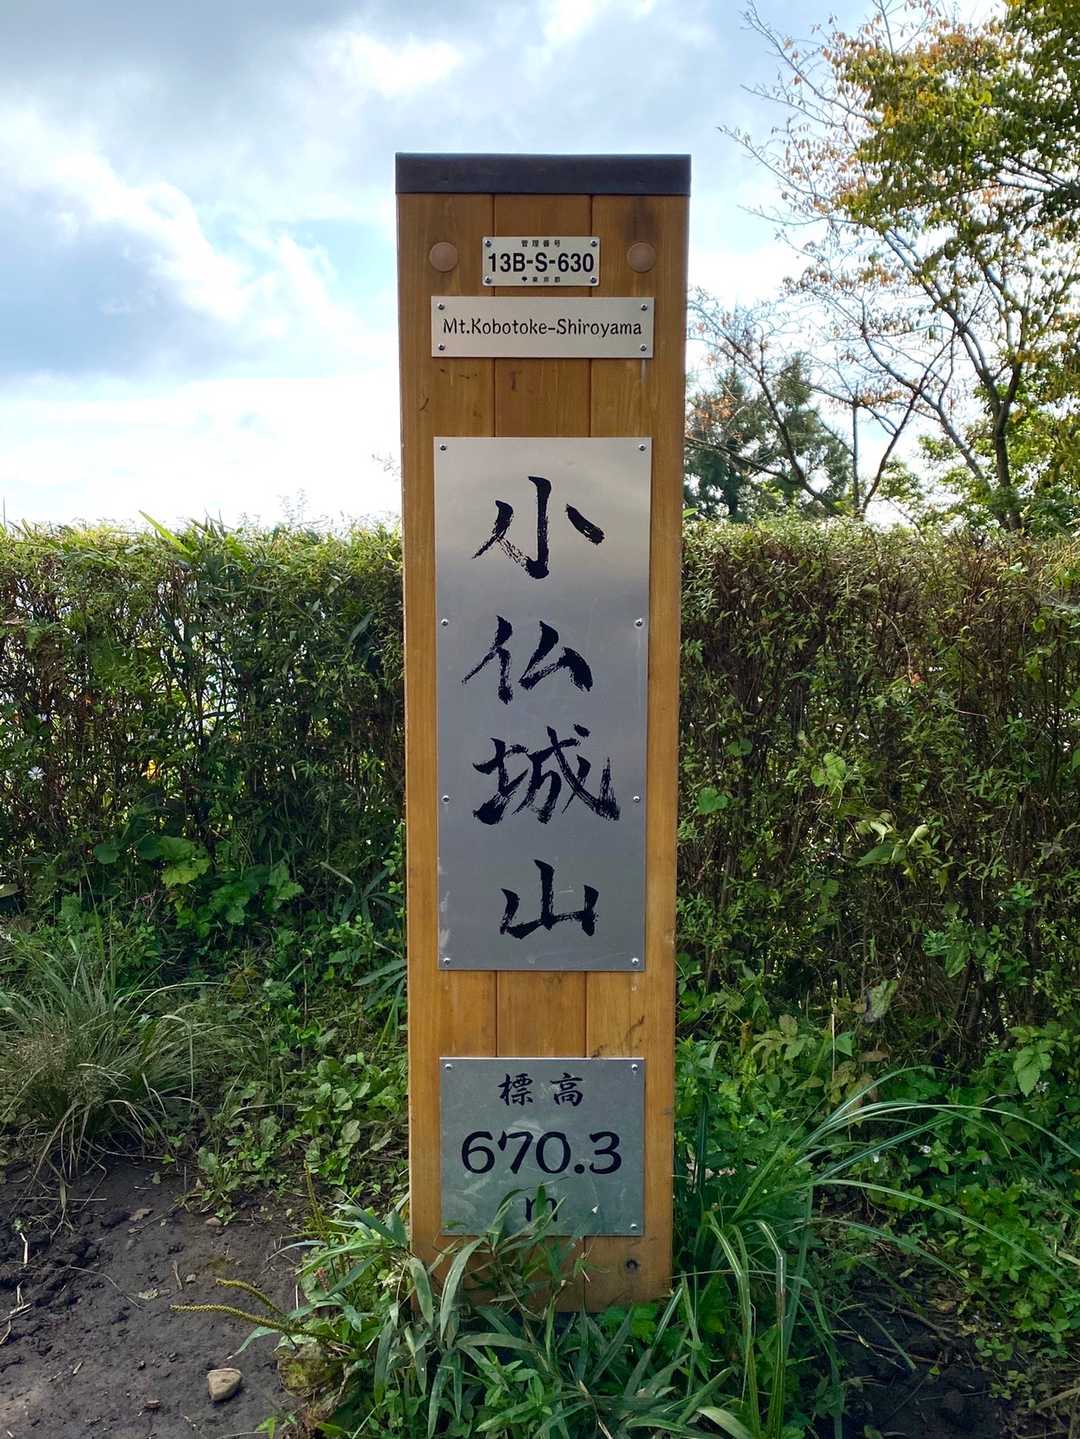 管理番号
13B-S-630
東京都
Mt.Kobotoke-Shiroyama
小仏城山
標高
670.3
m